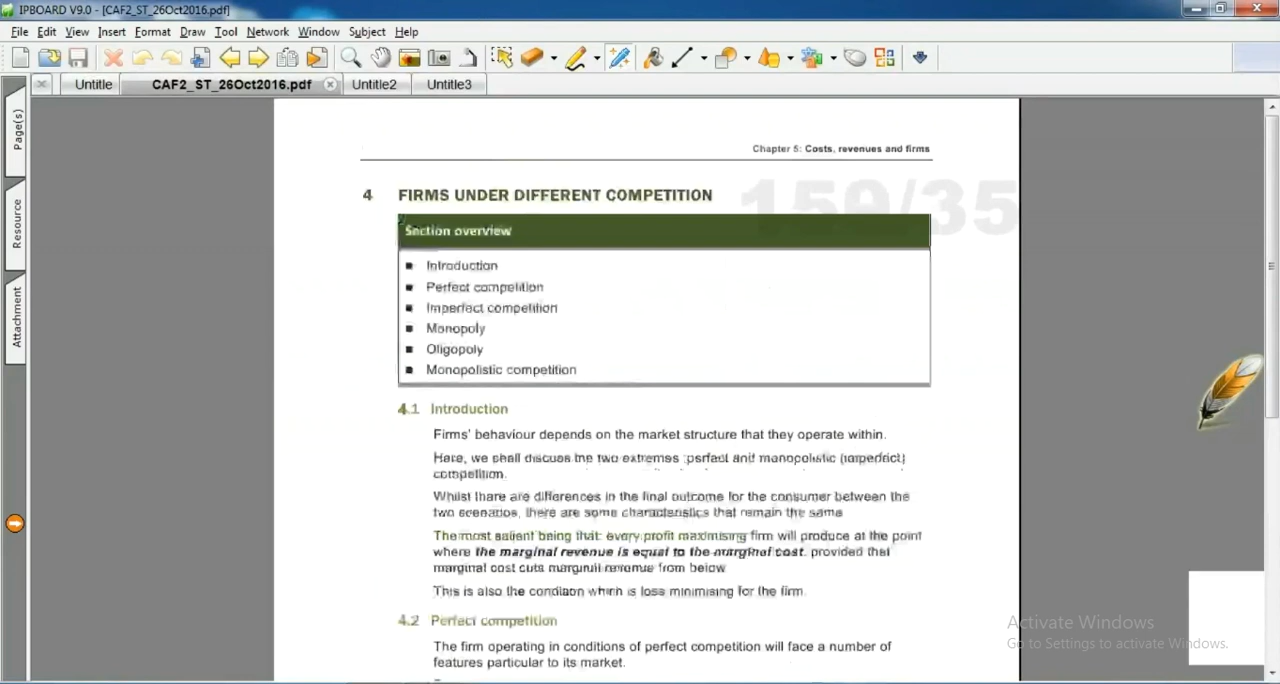 IPBOARD V9.0 - [CAF2_ST_26Oct2016.pdf]
File Edit View Insert Format Draw Tool Network Window Subject Help
Untitle CAF2_ST_26Oct2016.pdf Untitle2 Untitle3
Page(s)
Resource
Attachment
Chapter 5: Costs, revenues and firms
159/35
4 FIRMS UNDER DIFFERENT COMPETITION
Section overview
■ Introduction
■ Perfect competition
■ Imperfect competition
■ Monopoly
■ Oligopoly
■ Monopolistic competition
4.1 Introduction
Firms' behaviour depends on the market structure that they operate within.
Here, we shall discuss the two extremes: perfect and monopolistic (imperfect)
competition.
Whilst there are differences in the final outcome for the consumer between the
two scenarios, there are some characteristics that remain the same
The most salient being that: every profit maximising firm will produce at the point
where the marginal revenue is equal to the marginal cost, provided that
marginal cost cuts marginal revenue from below
This is also the condition which is loss minimising for the firm.
4.2 Perfect competition
The firm operating in conditions of perfect competition will face a number of
features particular to its market.
Activate Windows
Go to Settings to activate Windows.